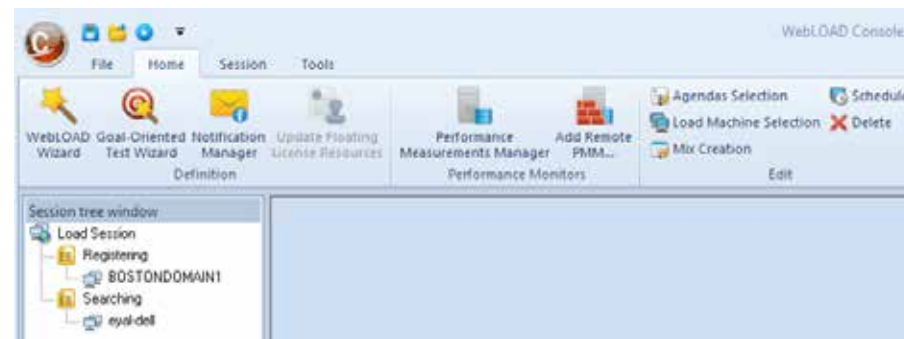 WebLOAD Console
File Home Session Tools
WebLOAD Wizard
Goal-Oriented Test Wizard
Notification Manager
Update Floating License Resources
Definition
Performance Measurements Manager
Add Remote PMM...
Performance Monitors
Agendas Selection
Load Machine Selection
Mix Creation
Schedule
Delete
Edit
Session tree window
Load Session
Registering
BOSTONDOMAIN1
Searching
eyal-dell